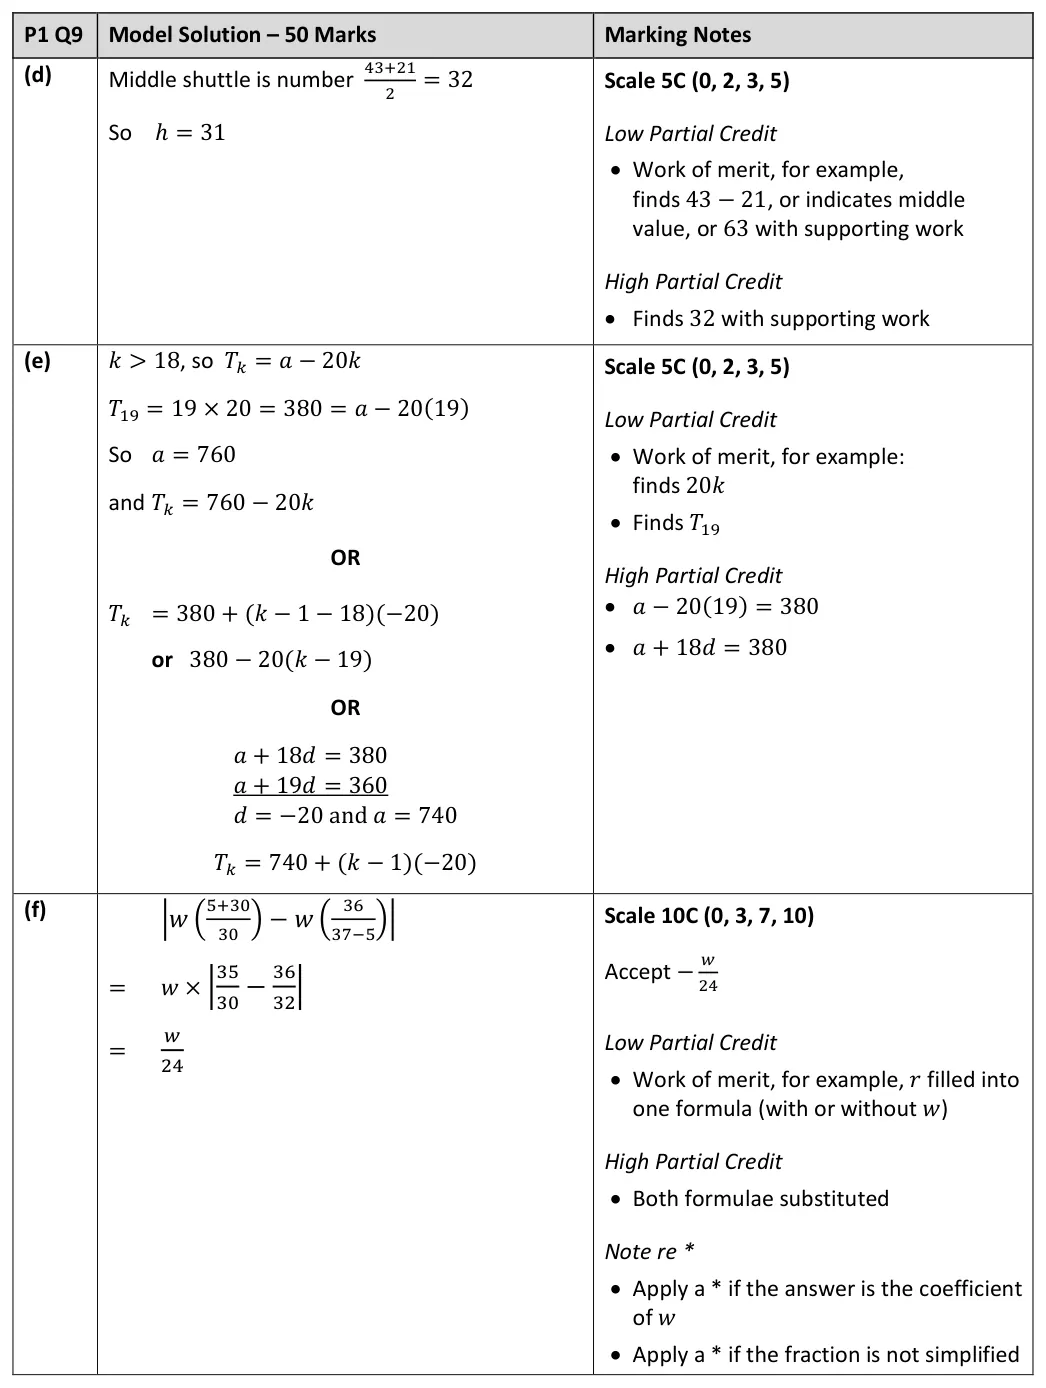 P1 Q9 Model Solution – 50 Marks Marking Notes
(d) Middle shuttle is number (43+21)/2 = 32
So h = 31
Scale 5C (0, 2, 3, 5)
Low Partial Credit
• Work of merit, for example,
finds 43 − 21, or indicates middle
value, or 63 with supporting work
High Partial Credit
• Finds 32 with supporting work
(e) k > 18, so T_k = a − 20k
T_19 = 19 × 20 = 380 = a − 20(19)
So a = 760
and T_k = 760 − 20k
OR
T_k = 380 + (k − 1 − 18)(−20)
or 380 − 20(k − 19)
OR
a + 18d = 380
a + 19d = 360
d = −20 and a = 740
T_k = 740 + (k − 1)(−20)
Scale 5C (0, 2, 3, 5)
Low Partial Credit
• Work of merit, for example:
finds 20k
• Finds T_19
High Partial Credit
• a − 20(19) = 380
• a + 18d = 380
(f) |w((5+30)/30) − w(36/(37−5))|
= w × |35/30 − 36/32|
= w/24
Scale 10C (0, 3, 7, 10)
Accept − w/24
Low Partial Credit
• Work of merit, for example, r filled into
one formula (with or without w)
High Partial Credit
• Both formulae substituted
Note re *
• Apply a * if the answer is the coefficient
of w
• Apply a * if the fraction is not simplified